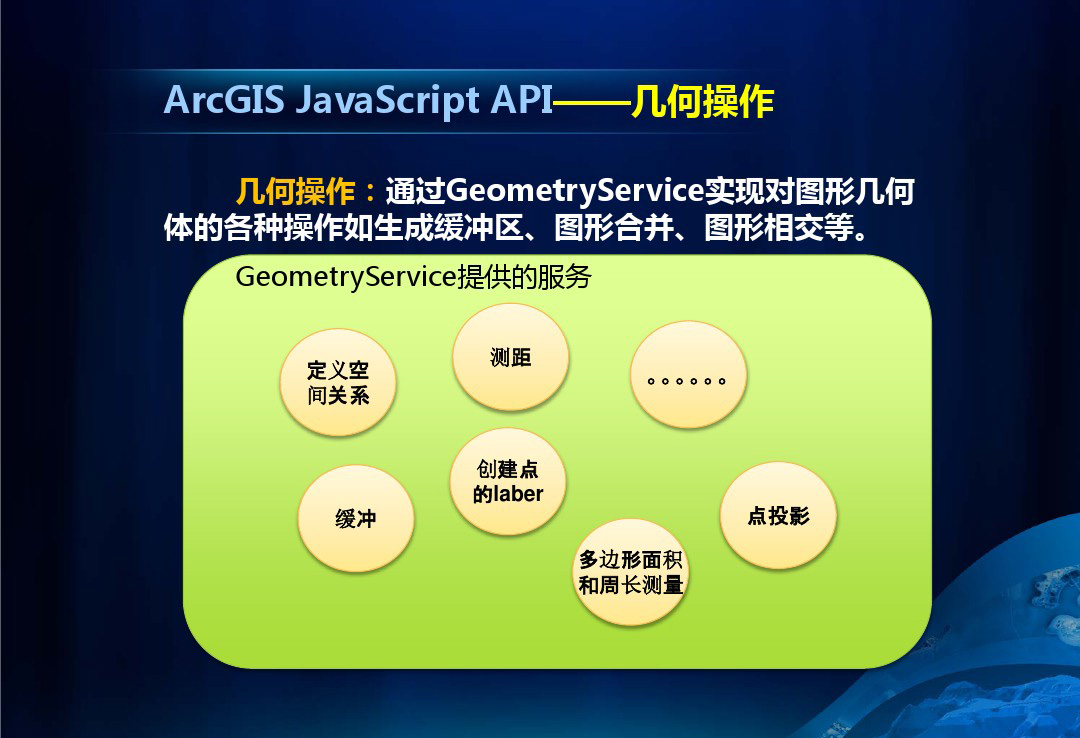 ArcGIS JavaScript API——几何操作
几何操作：通过GeometryService实现对图形几何
体的各种操作如生成缓冲区、图形合并、图形相交等。
GeometryService提供的服务
定义空
间关系
测距
。。。。。。
缓冲
创建点
的laber
多边形面积
和周长测量
点投影